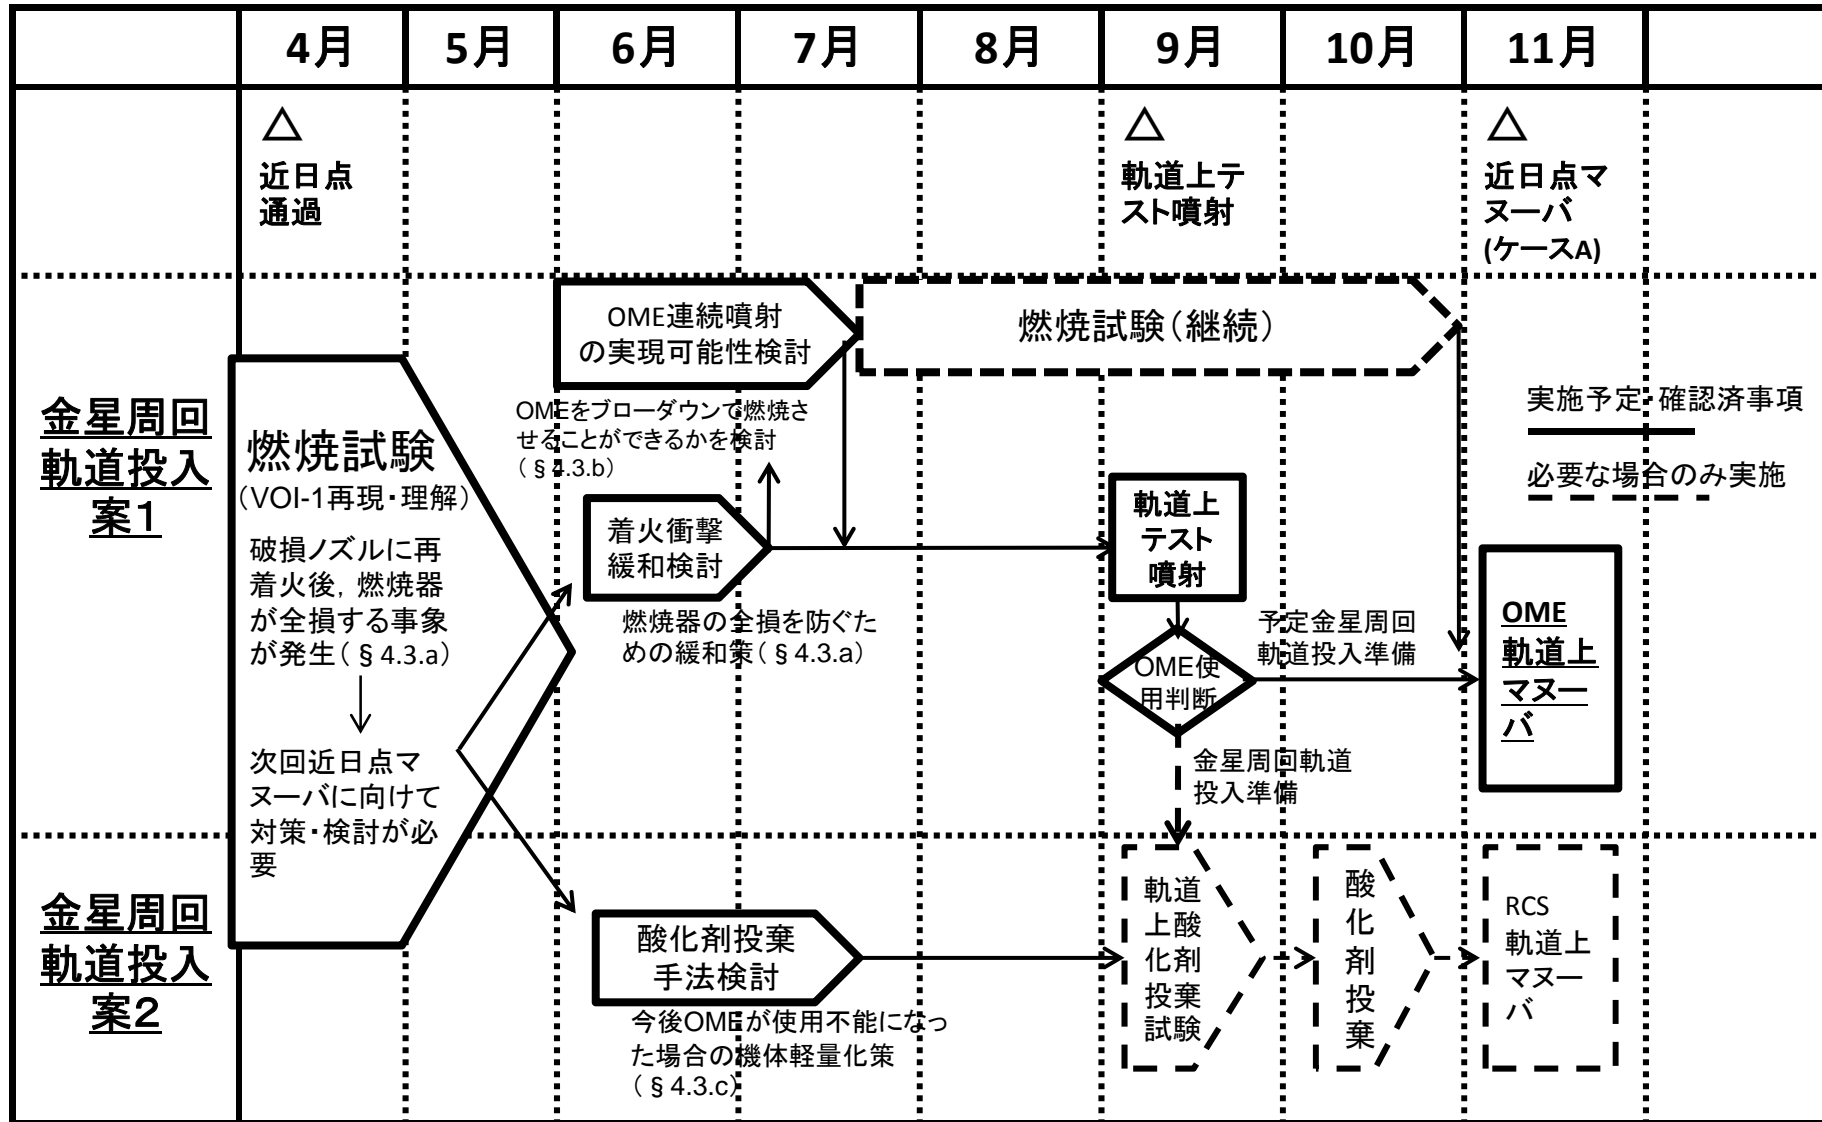 4月
5月
6月
7月
8月
9月
10月
11月
△
近日点
通過
△
軌道上テ
スト噴射
△
近日点マ
ヌーバ
(ケースA)
金星周回
軌道投入
案1
燃焼試験
(VOI-1再現・理解)
破損ノズルに再
着火後，燃焼器
が全損する事象
が発生(§4.3.a)
次回近日点マ
ヌーバに向けて
対策・検討が必
要
OME連続噴射
の実現可能性検討
OMEをブローダウンで燃焼さ
せることができるかを検討
(§4.3.b)
燃焼試験(継続)
着火衝撃
緩和検討
燃焼器の全損を防ぐた
めの緩和策(§4.3.a)
軌道上
テスト
噴射
OME使
用判断
予定金星周回
軌道投入準備
金星周回軌道
投入準備
実施予定・確認済事項
必要な場合のみ実施
OME
軌道上
マヌー
バ
金星周回
軌道投入
案2
酸化剤投棄
手法検討
今後OMEが使用不能になっ
た場合の機体軽量化策
(§4.3.c)
軌道
上酸
化剤
投棄
試験
酸
化
剤
投
棄
RCS
軌道上
マヌー
バ